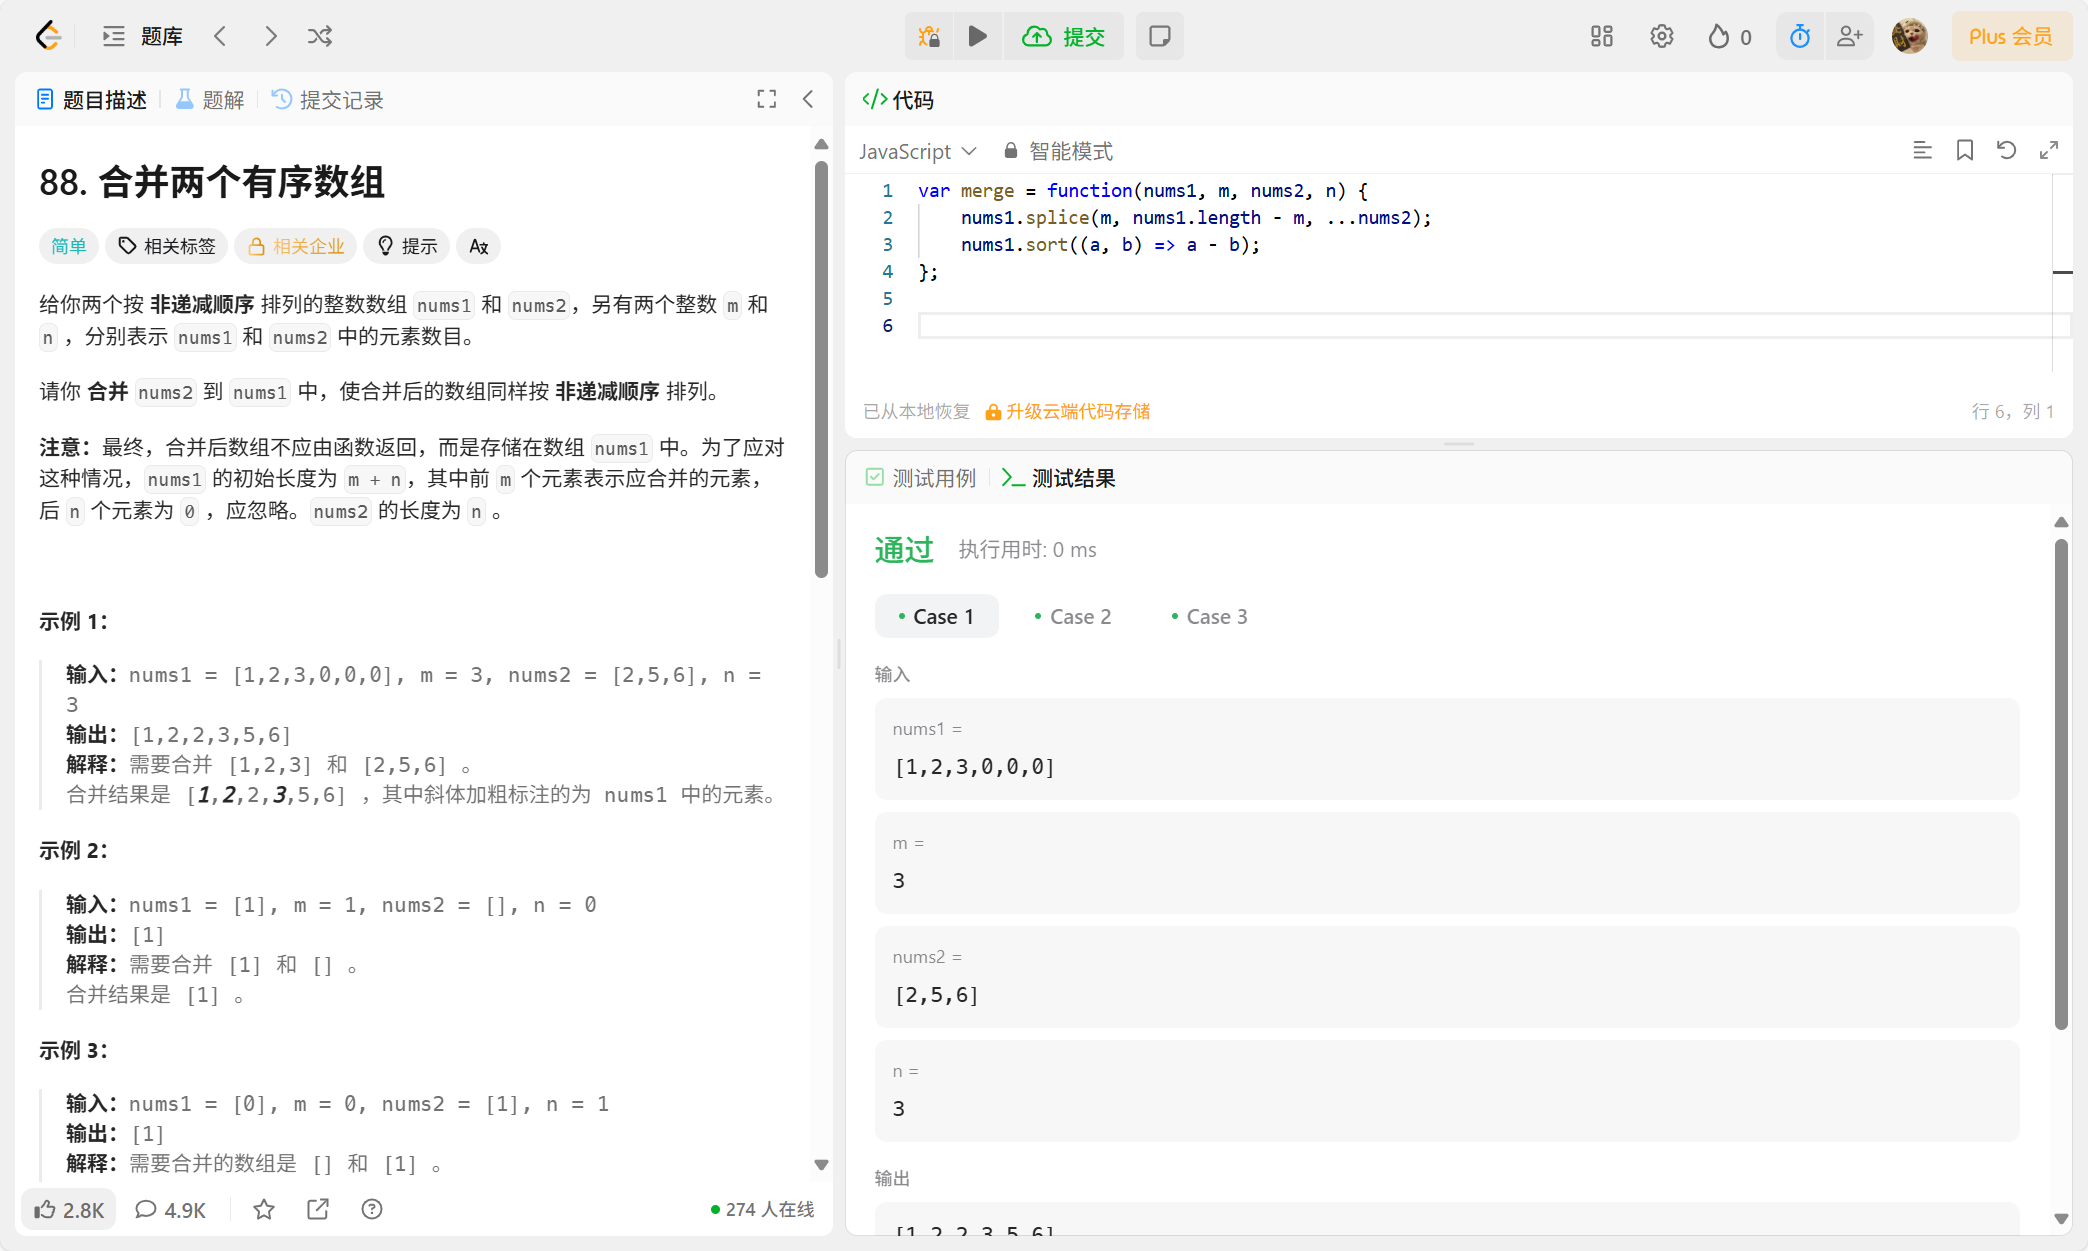 题库
提交
0
Plus 会员
题目描述
题解
提交记录
88. 合并两个有序数组
简单
相关标签
相关企业
提示
给你两个按 非递减顺序 排列的整数数组 nums1 和 nums2，另有两个整数 m 和
n ，分别表示 nums1 和 nums2 中的元素数目。
请你 合并 nums2 到 nums1 中，使合并后的数组同样按 非递减顺序 排列。
注意：最终，合并后数组不应由函数返回，而是存储在数组 nums1 中。为了应对
这种情况，nums1 的初始长度为 m + n，其中前 m 个元素表示应合并的元素，
后 n 个元素为 0 ，应忽略。nums2 的长度为 n 。
示例 1：
输入：nums1 = [1,2,3,0,0,0], m = 3, nums2 = [2,5,6], n =
3
输出：[1,2,2,3,5,6]
解释：需要合并 [1,2,3] 和 [2,5,6] 。
合并结果是 [1,2,2,3,5,6] ，其中斜体加粗标注的为 nums1 中的元素。
示例 2：
输入：nums1 = [1], m = 1, nums2 = [], n = 0
输出：[1]
解释：需要合并 [1] 和 [] 。
合并结果是 [1] 。
示例 3：
输入：nums1 = [0], m = 0, nums2 = [1], n = 1
输出：[1]
解释：需要合并的数组是 [] 和 [1] 。
2.8K
4.9K
274 人在线
</>代码
JavaScript
智能模式
1 var merge = function(nums1, m, nums2, n) {
2 nums1.splice(m, nums1.length - m, ...nums2);
3 nums1.sort((a, b) => a - b);
4 };
5
6
已从本地恢复
升级云端代码存储
行 6，列 1
测试用例
测试结果
通过
执行用时: 0 ms
Case 1
Case 2
Case 3
输入
nums1 =
[1,2,3,0,0,0]
m =
3
nums2 =
[2,5,6]
n =
3
输出
[1,2,2,3,5,6]